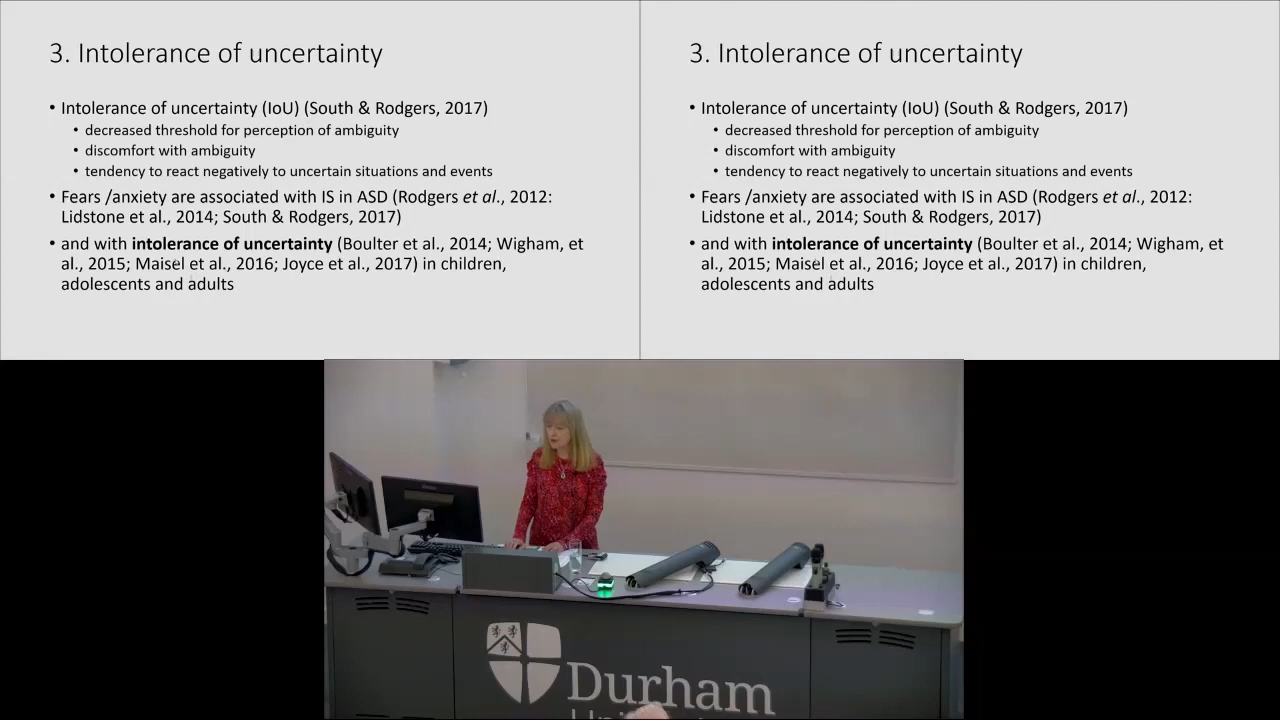 3. Intolerance of uncertainty
• Intolerance of uncertainty (IoU) (South & Rodgers, 2017)
• decreased threshold for perception of ambiguity
• discomfort with ambiguity
• tendency to react negatively to uncertain situations and events
• Fears /anxiety are associated with IS in ASD (Rodgers et al., 2012:
Lidstone et al., 2014; South & Rodgers, 2017)
• and with intolerance of uncertainty (Boulter et al., 2014; Wigham, et
al., 2015; Maisel et al., 2016; Joyce et al., 2017) in children,
adolescents and adults
3. Intolerance of uncertainty
• Intolerance of uncertainty (IoU) (South & Rodgers, 2017)
• decreased threshold for perception of ambiguity
• discomfort with ambiguity
• tendency to react negatively to uncertain situations and events
• Fears /anxiety are associated with IS in ASD (Rodgers et al., 2012:
Lidstone et al., 2014; South & Rodgers, 2017)
• and with intolerance of uncertainty (Boulter et al., 2014; Wigham, et
al., 2015; Maisel et al., 2016; Joyce et al., 2017) in children,
adolescents and adults
Durham